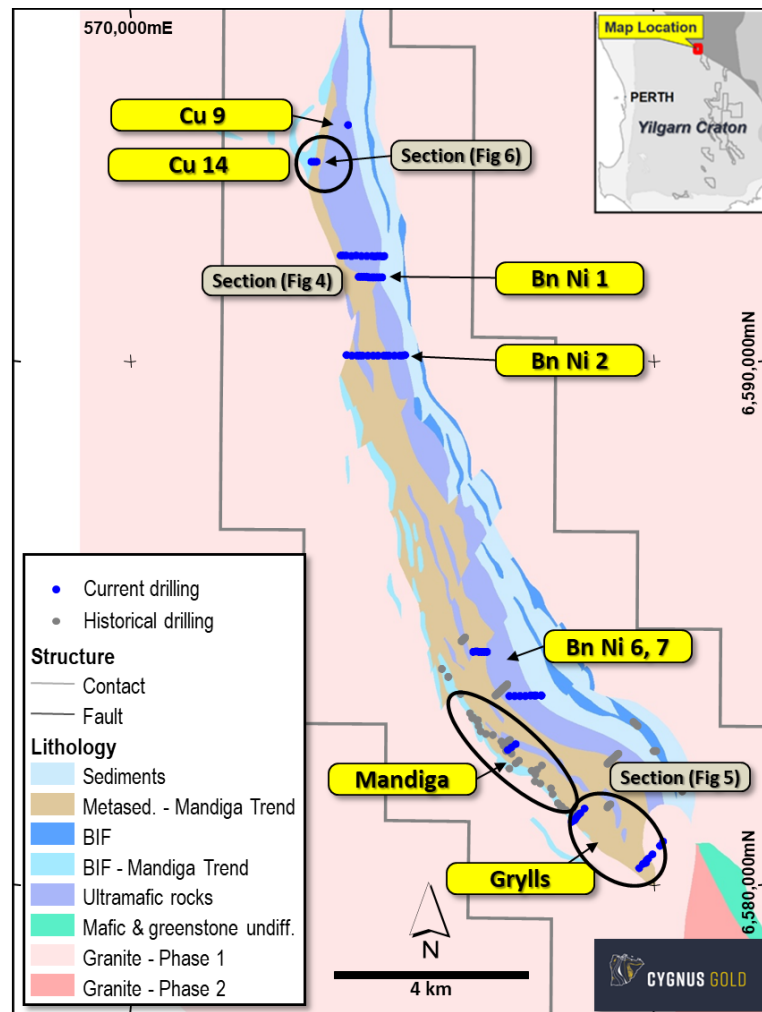 570,000mE
Map Location
PERTH
Yilgarn Craton
Cu 9
Cu 14
Section (Fig 6)
Section (Fig 4)
Bn Ni 1
Bn Ni 2
6,590,000mN
Current drilling
Historical drilling
Structure
Contact
Fault
Lithology
Sediments
Metased. - Mandiga Trend
BIF
BIF - Mandiga Trend
Ultramafic rocks
Mafic & greenstone undiff.
Granite - Phase 1
Granite - Phase 2
Bn Ni 6, 7
Mandiga
Section (Fig 5)
Grylls
6,580,000mN
N
4 km
CYGNUS GOLD